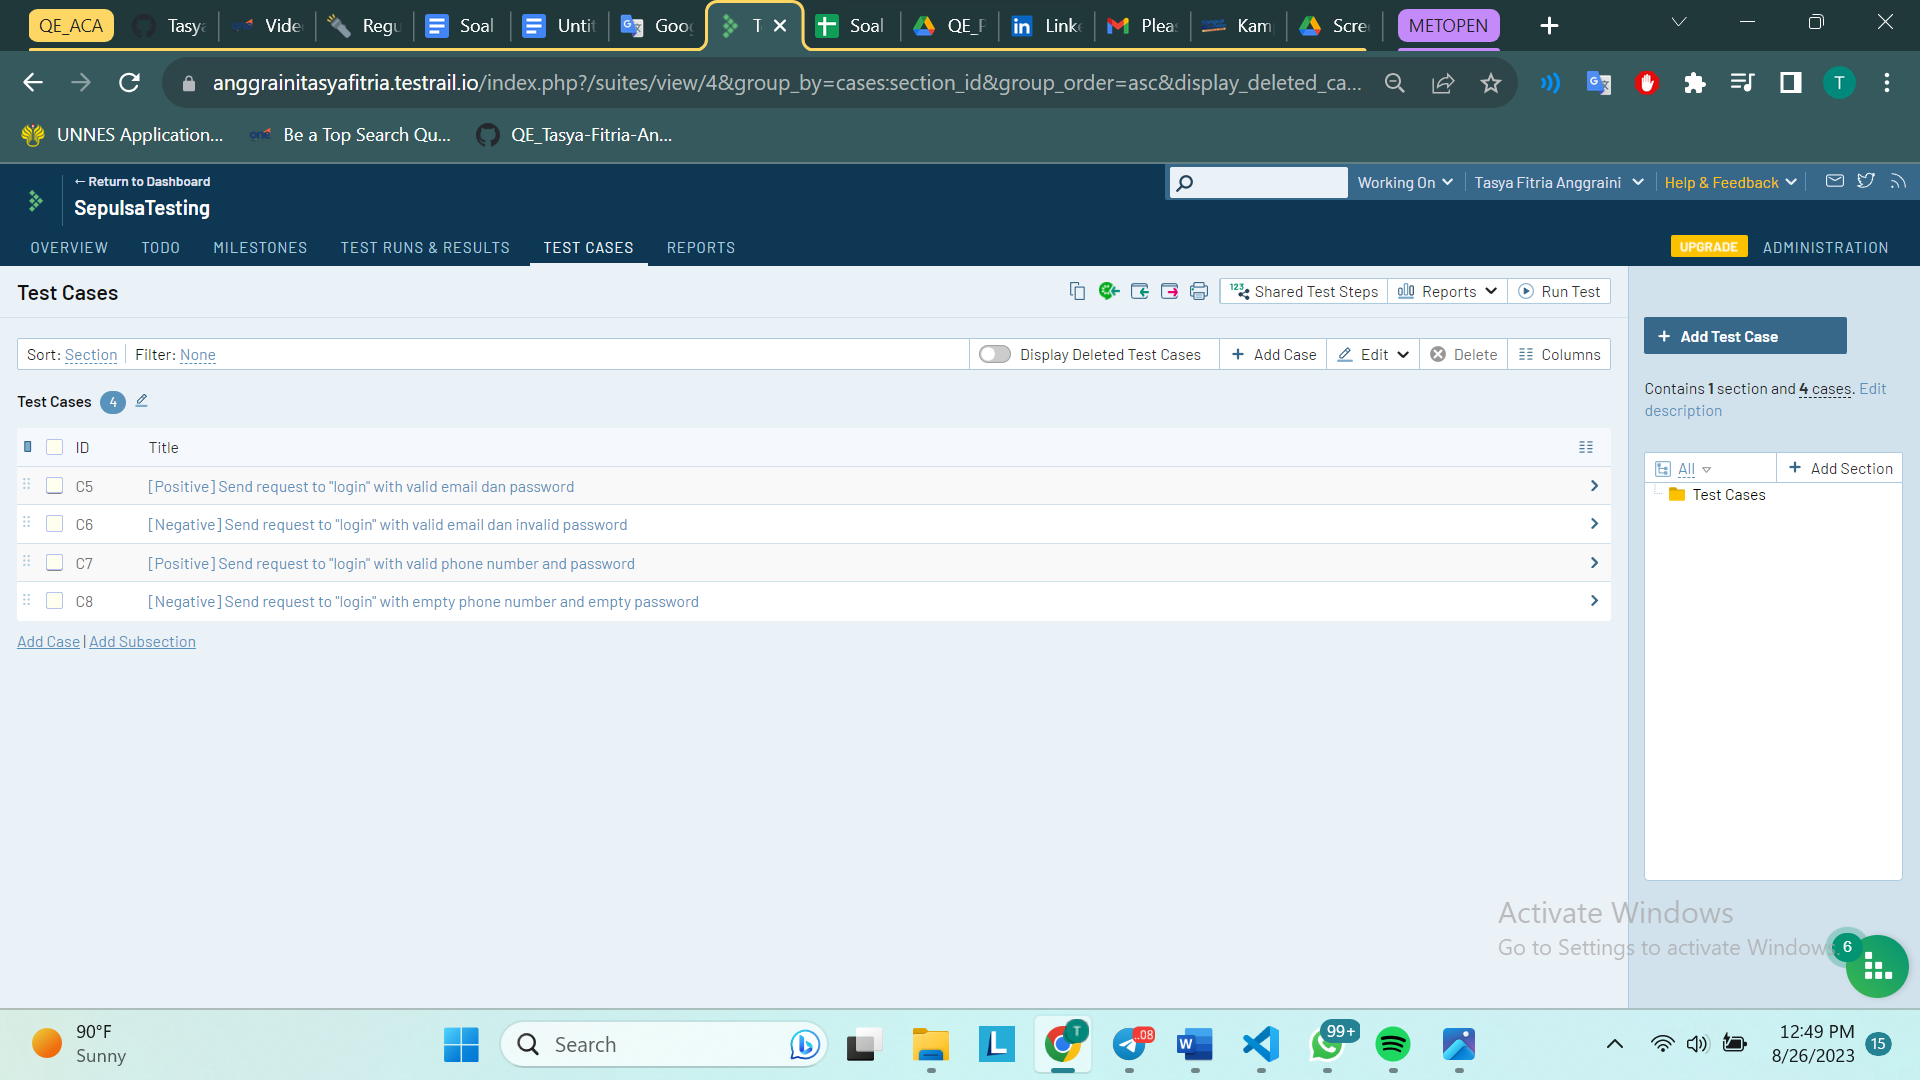 QE_ACA
Tasya
Video
Regu
Soal
Untit
Goog
T
Soal
QE_P
Linke
Pleas
Kam
Scree
METOPEN
anggrainitasyafitria.testrail.io/index.php?/suites/view/4&group_by=cases:section_id&group_order=asc&display_deleted_ca...
T
UNNES Application...
Be a Top Search Qu...
QE_Tasya-Fitria-An...
← Return to Dashboard
SepulsaTesting
Working On
Tasya Fitria Anggraini
Help & Feedback
OVERVIEW
TODO
MILESTONES
TEST RUNS & RESULTS
TEST CASES
REPORTS
UPGRADE
ADMINISTRATION
Test Cases
Shared Test Steps
Reports
Run Test
Sort: Section
Filter: None
Display Deleted Test Cases
+ Add Case
Edit
Delete
Columns
Test Cases 4
ID
Title
C5
[Positive] Send request to "login" with valid email dan password
C6
[Negative] Send request to "login" with valid email dan invalid password
C7
[Positive] Send request to "login" with valid phone number and password
C8
[Negative] Send request to "login" with empty phone number and empty password
Add Case | Add Subsection
+ Add Test Case
Contains 1 section and 4 cases. Edit
description
All
+ Add Section
Test Cases
Activate Windows
Go to Settings to activate Windows.
6
90°F
Sunny
Search
L
T
..08
W
99+
12:49 PM
8/26/2023
15